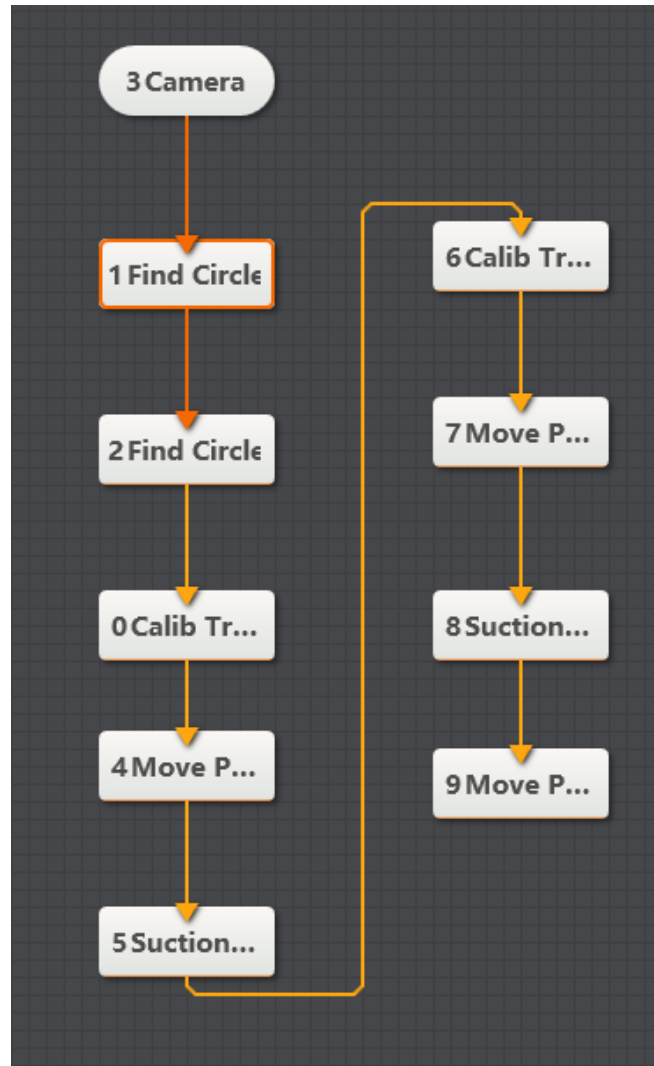 3 Camera
1 Find Circle
2 Find Circle
0 Calib Tr...
4 Move P...
5 Suction...
6 Calib Tr...
7 Move P...
8 Suction...
9 Move P...